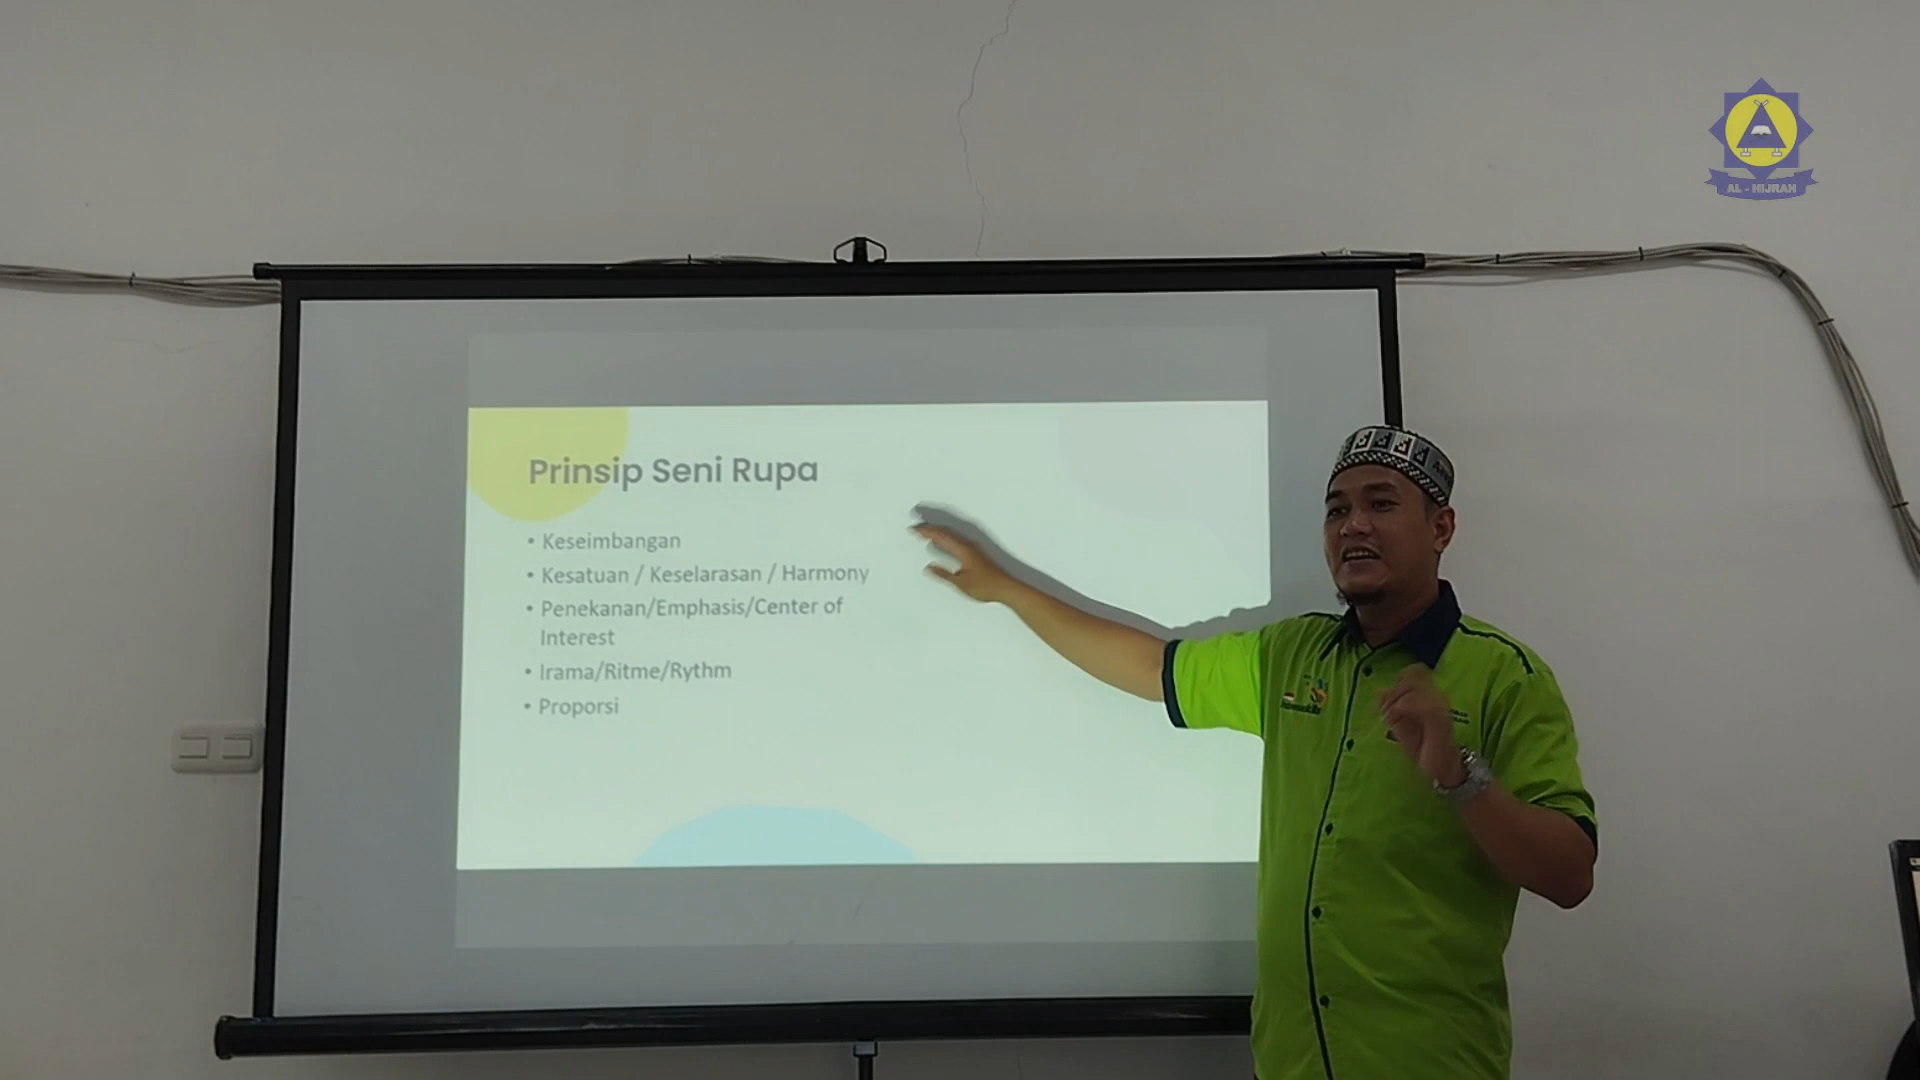 AL - HIJRAH
Prinsip Seni Rupa
• Keseimbangan
• Kesatuan / Keselarasan / Harmony
• Penekanan/Emphasis/Center of
Interest
• Irama/Ritme/Rythm
• Proporsi